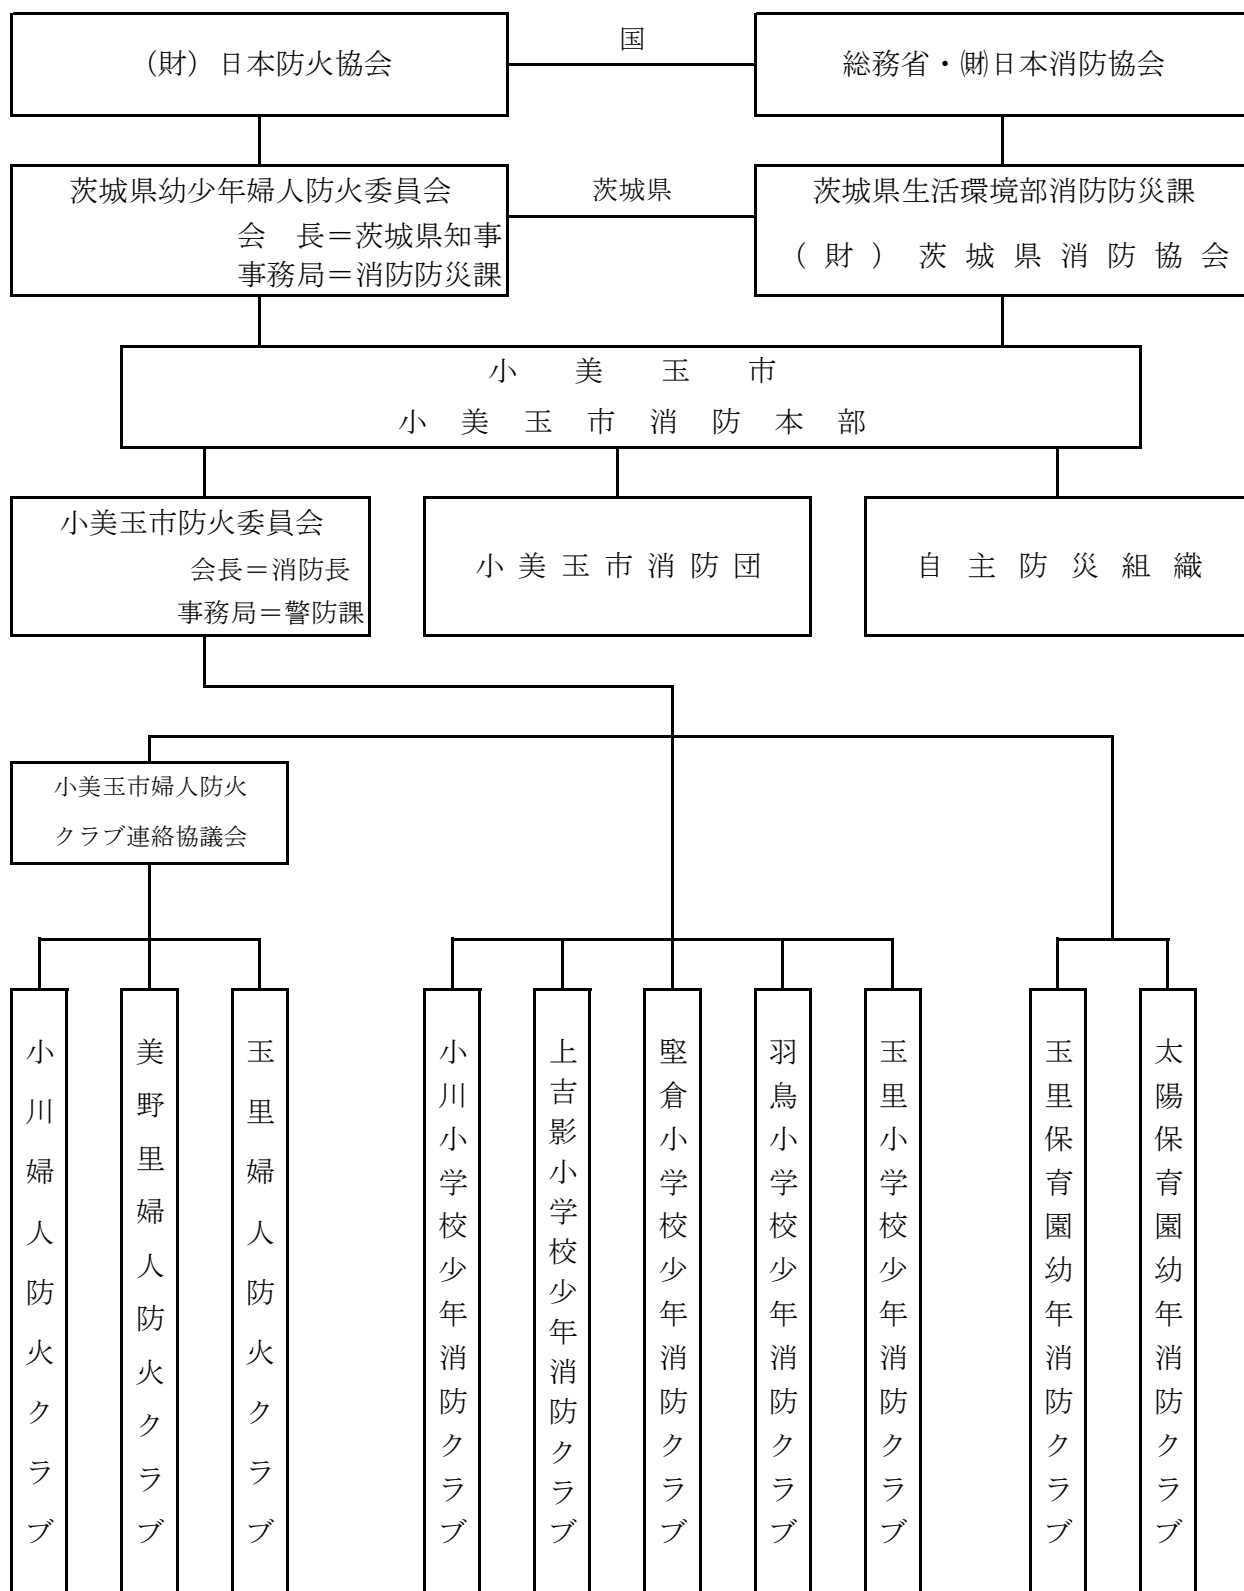 (財) 日本防火協会
国
総務省・㈶日本消防協会
茨城県幼少年婦人防火委員会
会　長＝茨城県知事
事務局＝消防防災課
茨城県
茨城県生活環境部消防防災課
(財) 茨城県消防協会
小美玉市
小美玉市消防本部
小美玉市防火委員会
会長＝消防長
事務局＝警防課
小美玉市消防団
自主防災組織
小美玉市婦人防火
クラブ連絡協議会
小川婦人防火クラブ
美野里婦人防火クラブ
玉里婦人防火クラブ
小川小学校少年消防クラブ
上吉影小学校少年消防クラブ
堅倉小学校少年消防クラブ
羽鳥小学校少年消防クラブ
玉里小学校少年消防クラブ
玉里保育園幼年消防クラブ
太陽保育園幼年消防クラブ